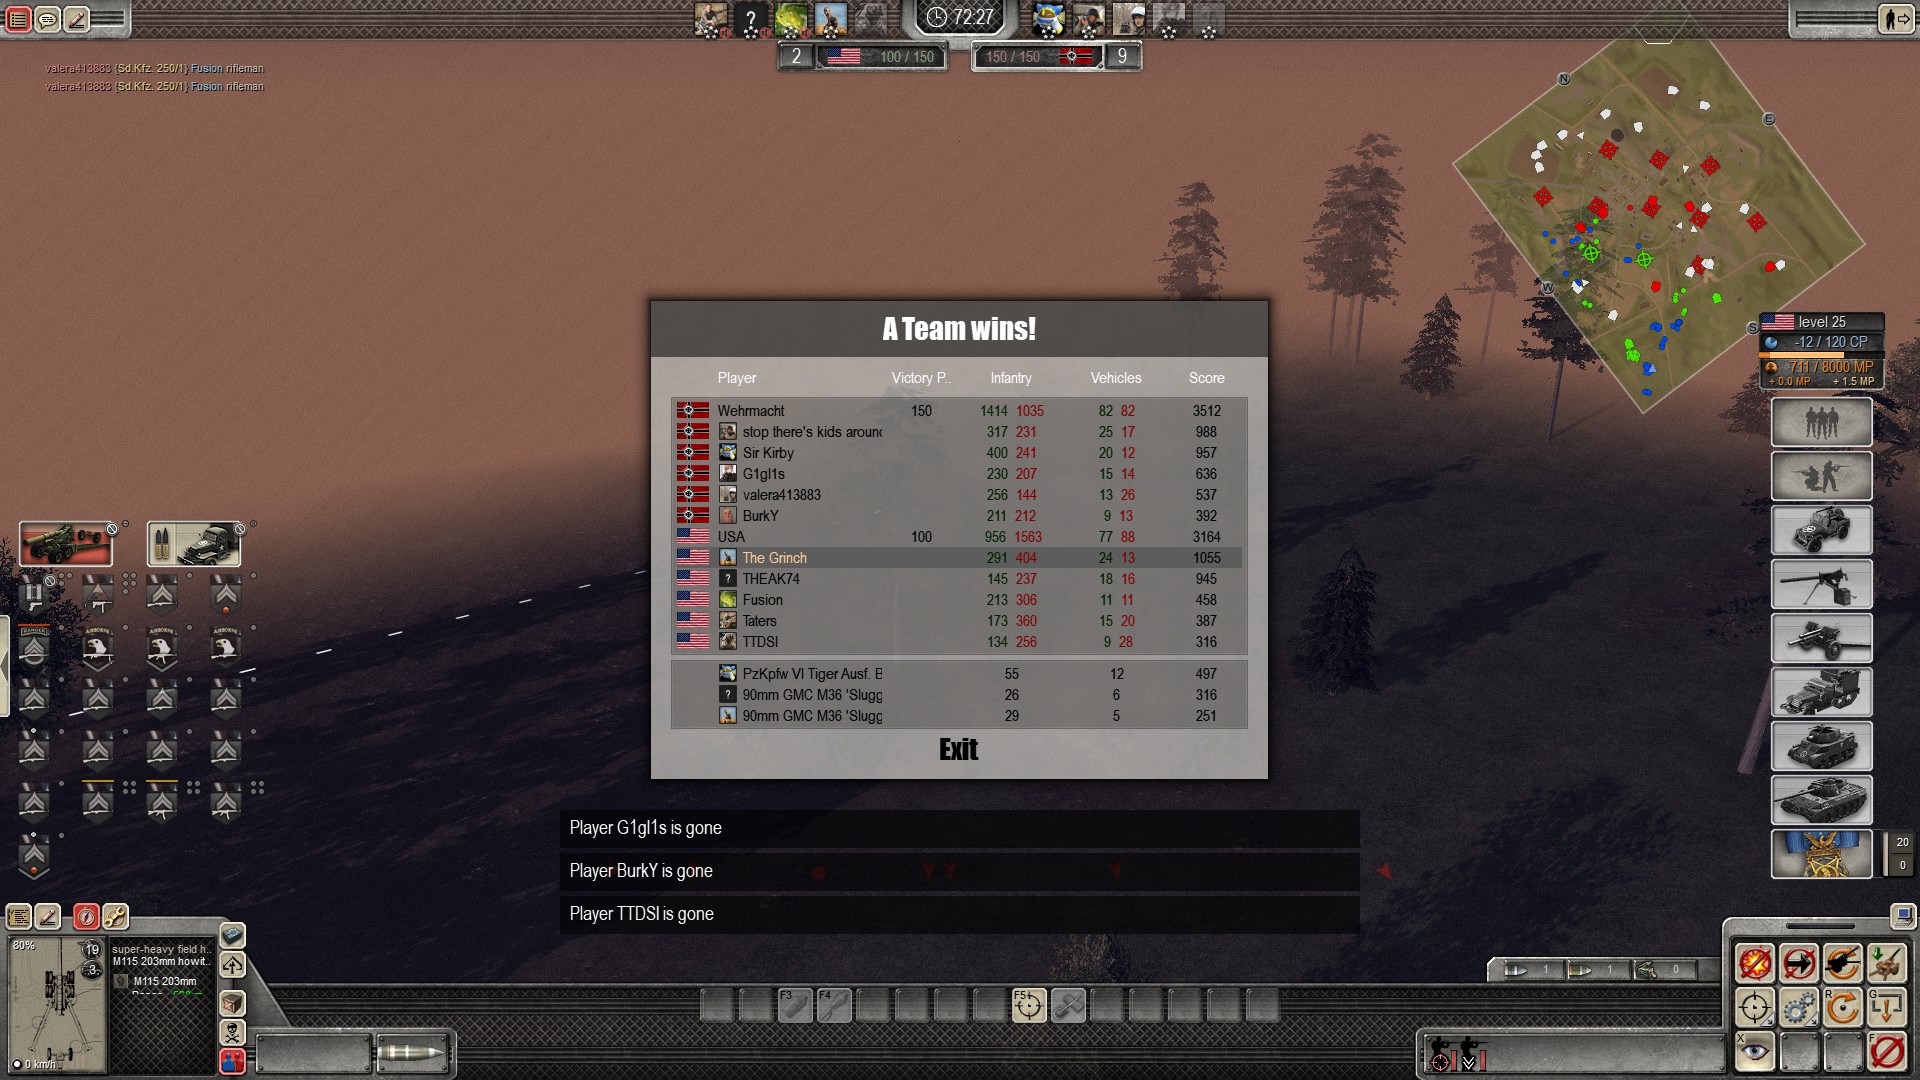 72:27
2 100 / 150 150 / 150 9
valera413883 {Sd.Kfz. 250/1} Fusion rifleman
valera413883 {Sd.Kfz. 250/1} Fusion rifleman
N
E
W
S
level 25
-12 / 120 CP
711 / 8000 MP
+ 0.0 MP + 1.5 MP
A Team wins!
Player Victory P.. Infantry Vehicles Score
Wehrmacht 150 1414 1035 82 82 3512
stop there's kids around 317 231 25 17 988
Sir Kirby 400 241 20 12 957
G1gl1s 230 207 15 14 636
valera413883 256 144 13 26 537
BurkY 211 212 9 13 392
USA 100 956 1563 77 88 3164
The Grinch 291 404 24 13 1055
? THEAK74 145 237 18 16 945
Fusion 213 306 11 11 458
Taters 173 360 15 20 387
TTDSI 134 256 9 28 316
PzKpfw VI Tiger Ausf. B 55 12 497
? 90mm GMC M36 'Slugg 26 6 316
90mm GMC M36 'Slugg 29 5 251
Exit
Player G1gl1s is gone
Player BurkY is gone
Player TTDSI is gone
RANGER AIRBORNE AIRBORNE AIRBORNE
20
0
80%
19
3
super-heavy field h..
M115 203mm howit..
M115 203mm
0 km/h
F3 F4 F5
1 1 0
R G
X F